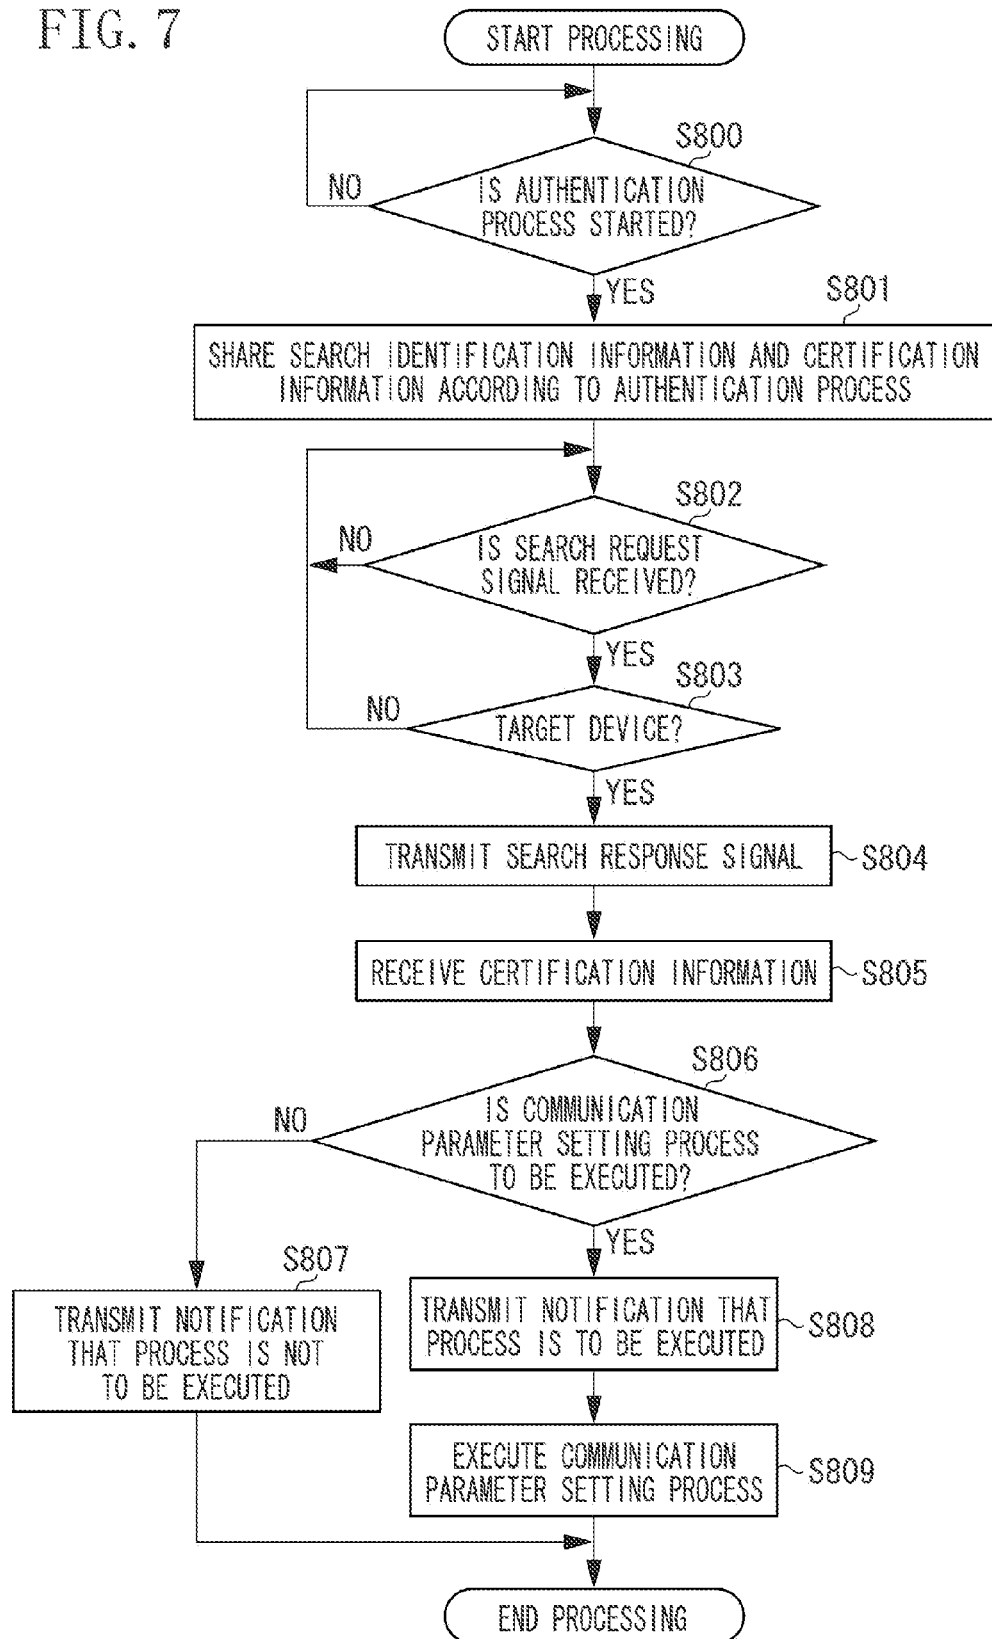 FIG. 7
START PROCESSING
S800
NO
IS AUTHENTICATION
PROCESS STARTED?
YES
S801
SHARE SEARCH IDENTIFICATION INFORMATION AND CERTIFICATION
INFORMATION ACCORDING TO AUTHENTICATION PROCESS
S802
NO
IS SEARCH REQUEST
SIGNAL RECEIVED?
YES
S803
NO
TARGET DEVICE?
YES
TRANSMIT SEARCH RESPONSE SIGNAL
S804
RECEIVE CERTIFICATION INFORMATION
S805
S806
NO
IS COMMUNICATION
PARAMETER SETTING PROCESS
TO BE EXECUTED?
YES
S807
TRANSMIT NOTIFICATION
THAT PROCESS IS NOT
TO BE EXECUTED
TRANSMIT NOTIFICATION THAT
PROCESS IS TO BE EXECUTED
S808
EXECUTE COMMUNICATION
PARAMETER SETTING PROCESS
S809
END PROCESSING